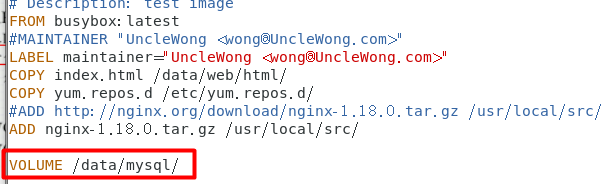 # Description: test image
FROM busybox:latest
#MAINTAINER "UncleWong <wong@UncleWong.com>"
LABEL maintainer="UncleWong <wong@UncleWong.com>"
COPY index.html /data/web/html/
COPY yum.repos.d /etc/yum.repos.d/
#ADD http://nginx.org/download/nginx-1.18.0.tar.gz /usr/local/src/
ADD nginx-1.18.0.tar.gz /usr/local/src/
VOLUME /data/mysql/